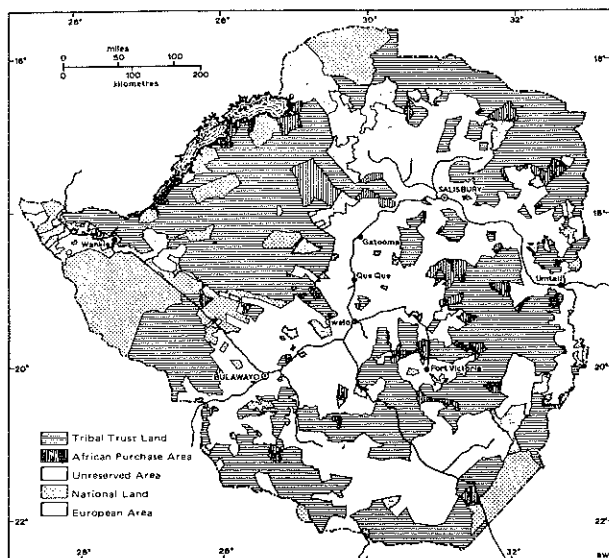 26° 28° 30° 32°
miles
0 100
0 100 200
kilometres
16° 16°
SALISBURY
18° 18°
Gatooma
Wankie
Que Que
Umtali
Gwelo
20° 20°
BULAWAYO
Fort Victoria
Tribal Trust Land
African Purchase Area
Unreserved Area
National Land
European Area
22° 22°
28° 30° 32°